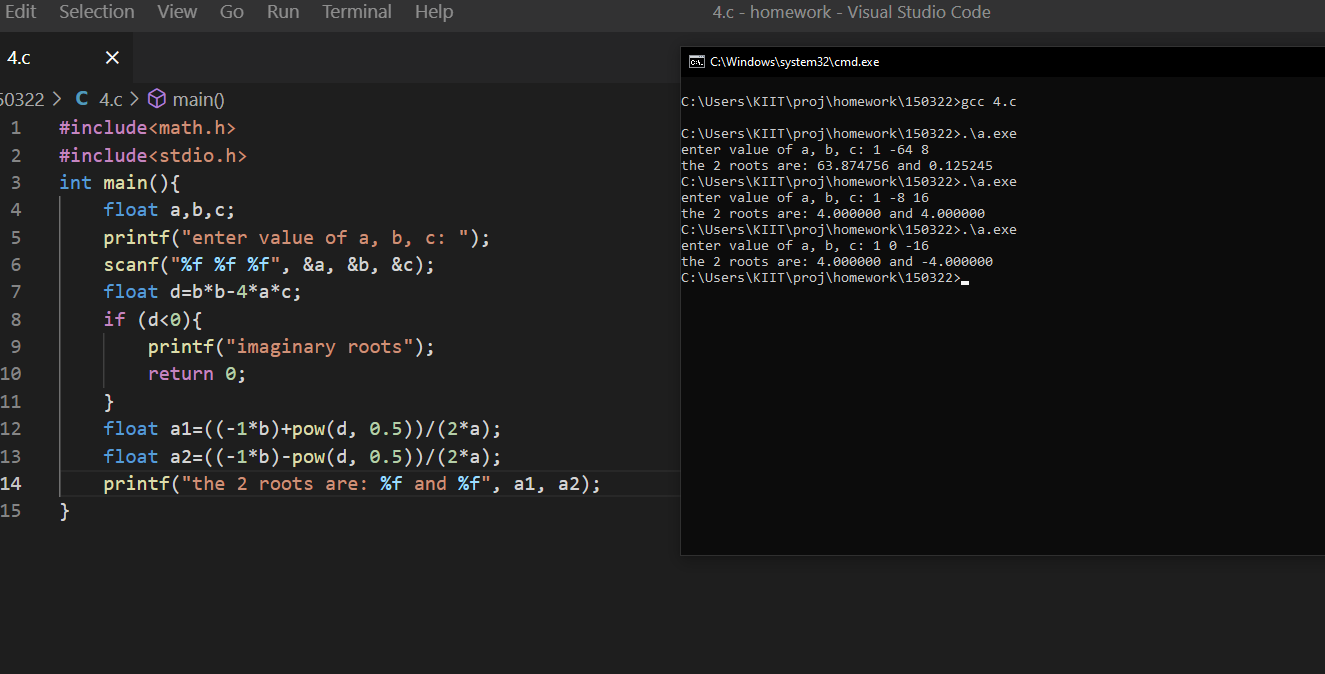 Edit Selection View Go Run Terminal Help 4.c - homework - Visual Studio Code
4.c
50322 > C 4.c > main()
1 #include<math.h>
2 #include<stdio.h>
3 int main(){
4 float a,b,c;
5 printf("enter value of a, b, c: ");
6 scanf("%f %f %f", &a, &b, &c);
7 float d=b*b-4*a*c;
8 if (d<0){
9 printf("imaginary roots");
10 return 0;
11 }
12 float a1=((-1*b)+pow(d, 0.5))/(2*a);
13 float a2=((-1*b)-pow(d, 0.5))/(2*a);
14 printf("the 2 roots are: %f and %f", a1, a2);
15 }
C:\Windows\system32\cmd.exe
C:\Users\KIIT\proj\homework\150322>gcc 4.c
C:\Users\KIIT\proj\homework\150322>.\a.exe
enter value of a, b, c: 1 -64 8
the 2 roots are: 63.874756 and 0.125245
C:\Users\KIIT\proj\homework\150322>.\a.exe
enter value of a, b, c: 1 -8 16
the 2 roots are: 4.000000 and 4.000000
C:\Users\KIIT\proj\homework\150322>.\a.exe
enter value of a, b, c: 1 0 -16
the 2 roots are: 4.000000 and -4.000000
C:\Users\KIIT\proj\homework\150322>